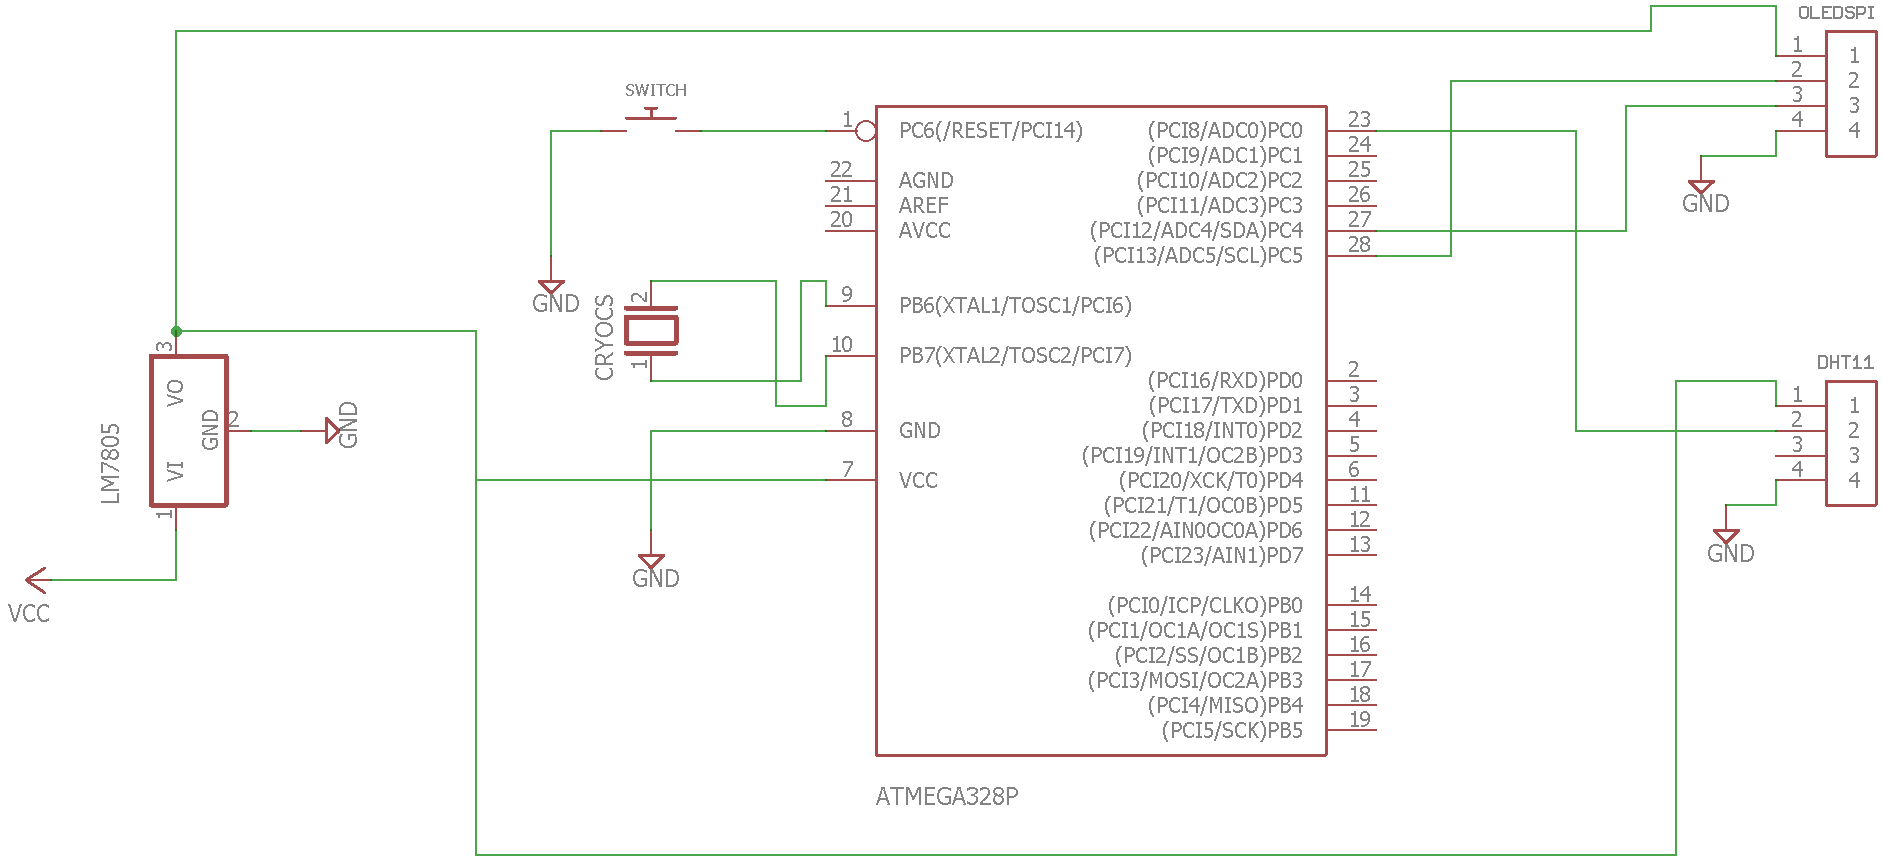 OLEDSPI
1 1
2 2
3 3
4 4
GND
SWITCH
1 PC6(/RESET/PCI14)
22 AGND
21 AREF
20 AVCC
9 PB6(XTAL1/TOSC1/PCI6)
10 PB7(XTAL2/TOSC2/PCI7)
8 GND
7 VCC
(PCI8/ADC0)PC0 23
(PCI9/ADC1)PC1 24
(PCI10/ADC2)PC2 25
(PCI11/ADC3)PC3 26
(PCI12/ADC4/SDA)PC4 27
(PCI13/ADC5/SCL)PC5 28
(PCI16/RXD)PD0 2
(PCI17/TXD)PD1 3
(PCI18/INT0)PD2 4
(PCI19/INT1/OC2B)PD3 5
(PCI20/XCK/T0)PD4 6
(PCI21/T1/OC0B)PD5 11
(PCI22/AIN0OC0A)PD6 12
(PCI23/AIN1)PD7 13
(PCI0/ICP/CLKO)PB0 14
(PCI1/OC1A/OC1S)PB1 15
(PCI2/SS/OC1B)PB2 16
(PCI3/MOSI/OC2A)PB3 17
(PCI4/MISO)PB4 18
(PCI5/SCK)PB5 19
ATMEGA328P
GND
CRYOCS
2
1
GND
LM7805
3
VO
GND
2
VI
1
GND
VCC
DHT11
1 1
2 2
3 3
4 4
GND